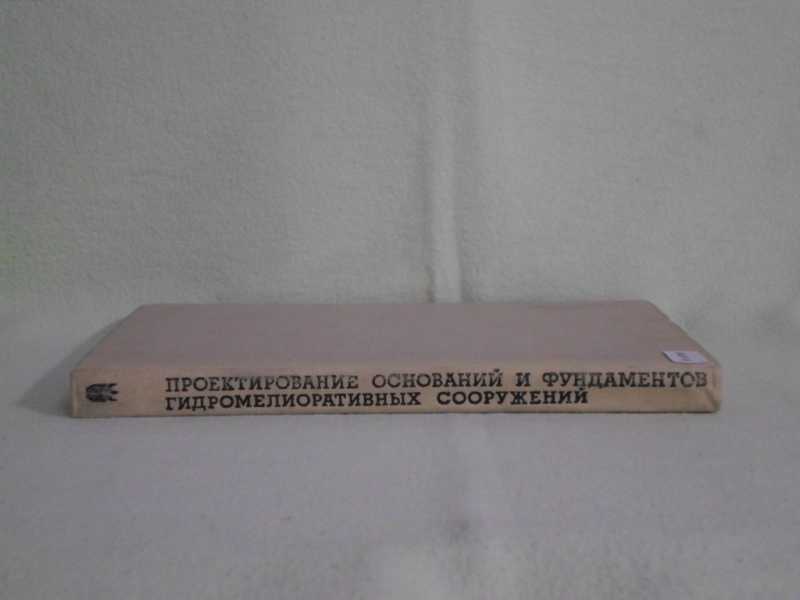 ПРОЕКТИРОВАНИЕ ОСНОВАНИЙ И ФУНДАМЕНТОВ
ГИДРОМЕЛИОРАТИВНЫХ СООРУЖЕНИЙ